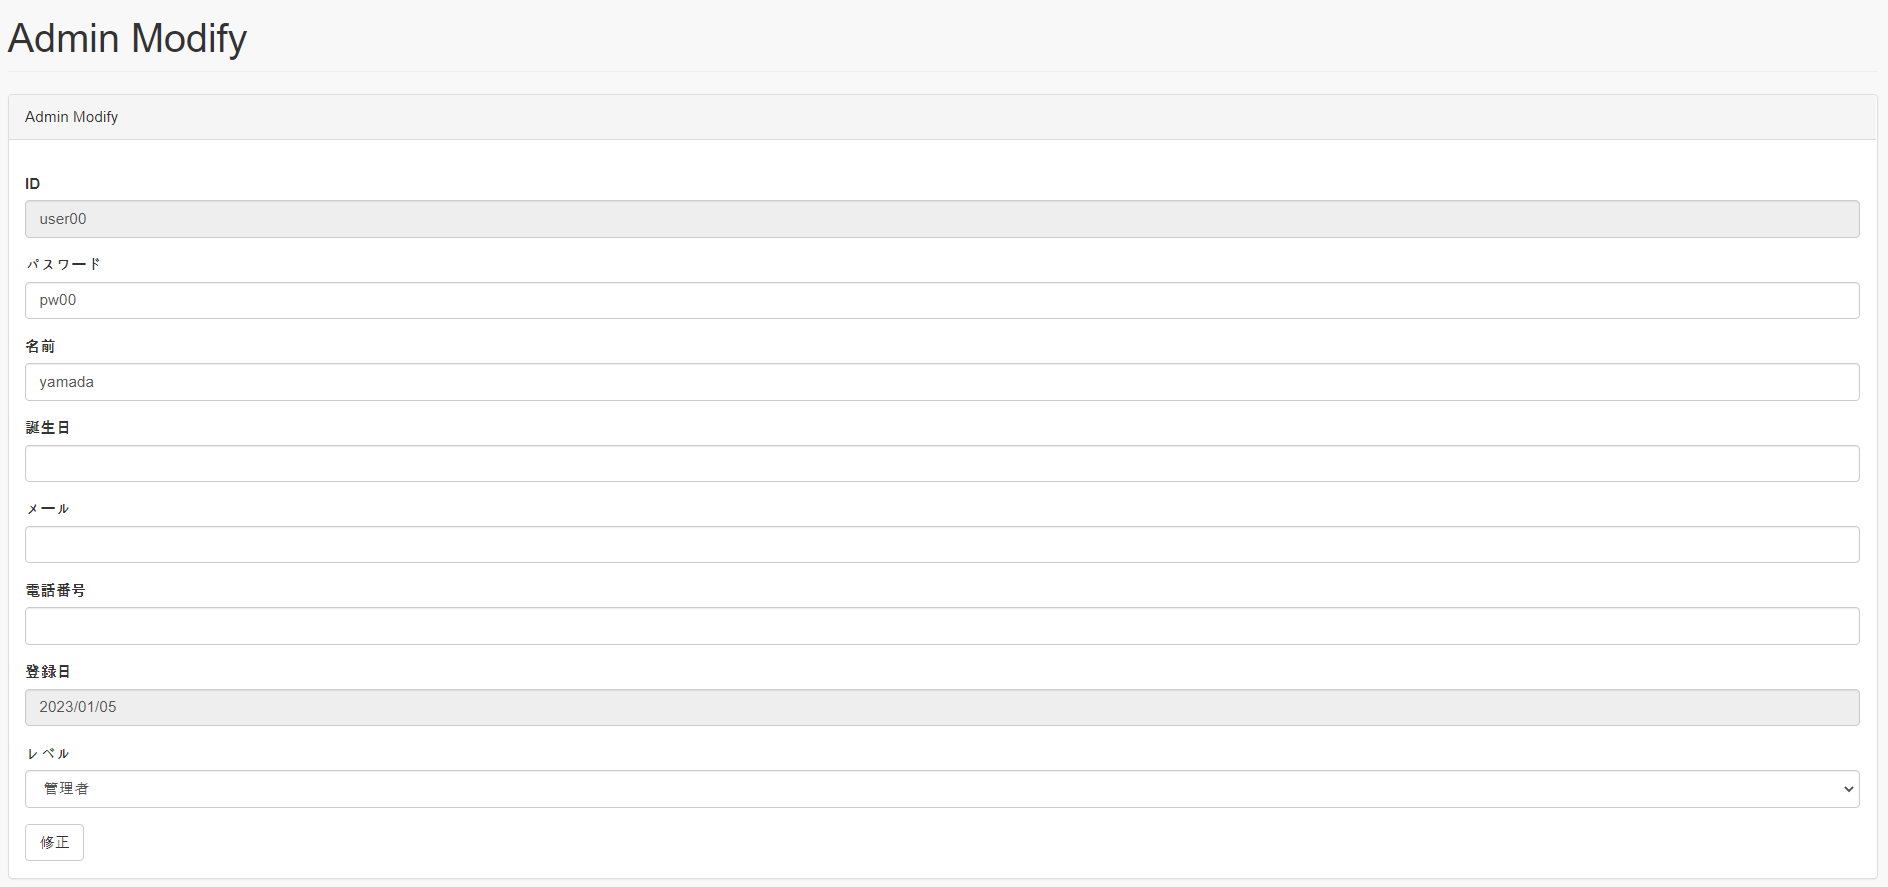 Admin Modify
Admin Modify
ID
user00
パスワード
pw00
名前
yamada
誕生日
メール
電話番号
登録日
2023/01/05
レベル
管理者
修正